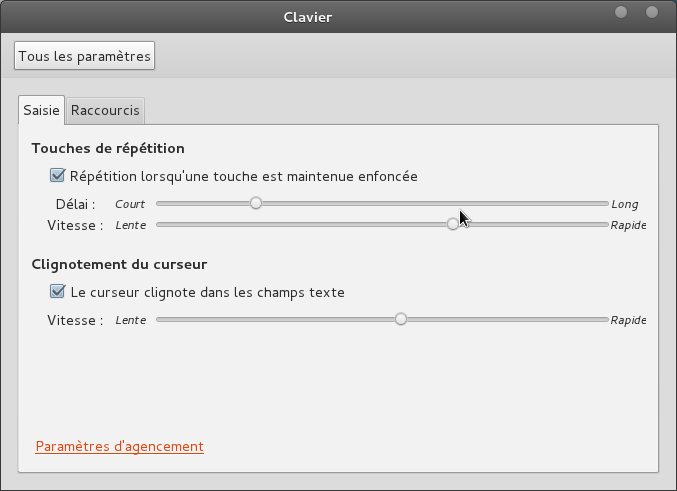 Clavier
Tous les paramètres
Saisie Raccourcis
Touches de répétition
Répétition lorsqu'une touche est maintenue enfoncée
Délai : Court Long
Vitesse : Lente Rapide
Clignotement du curseur
Le curseur clignote dans les champs texte
Vitesse : Lente Rapide
Paramètres d'agencement